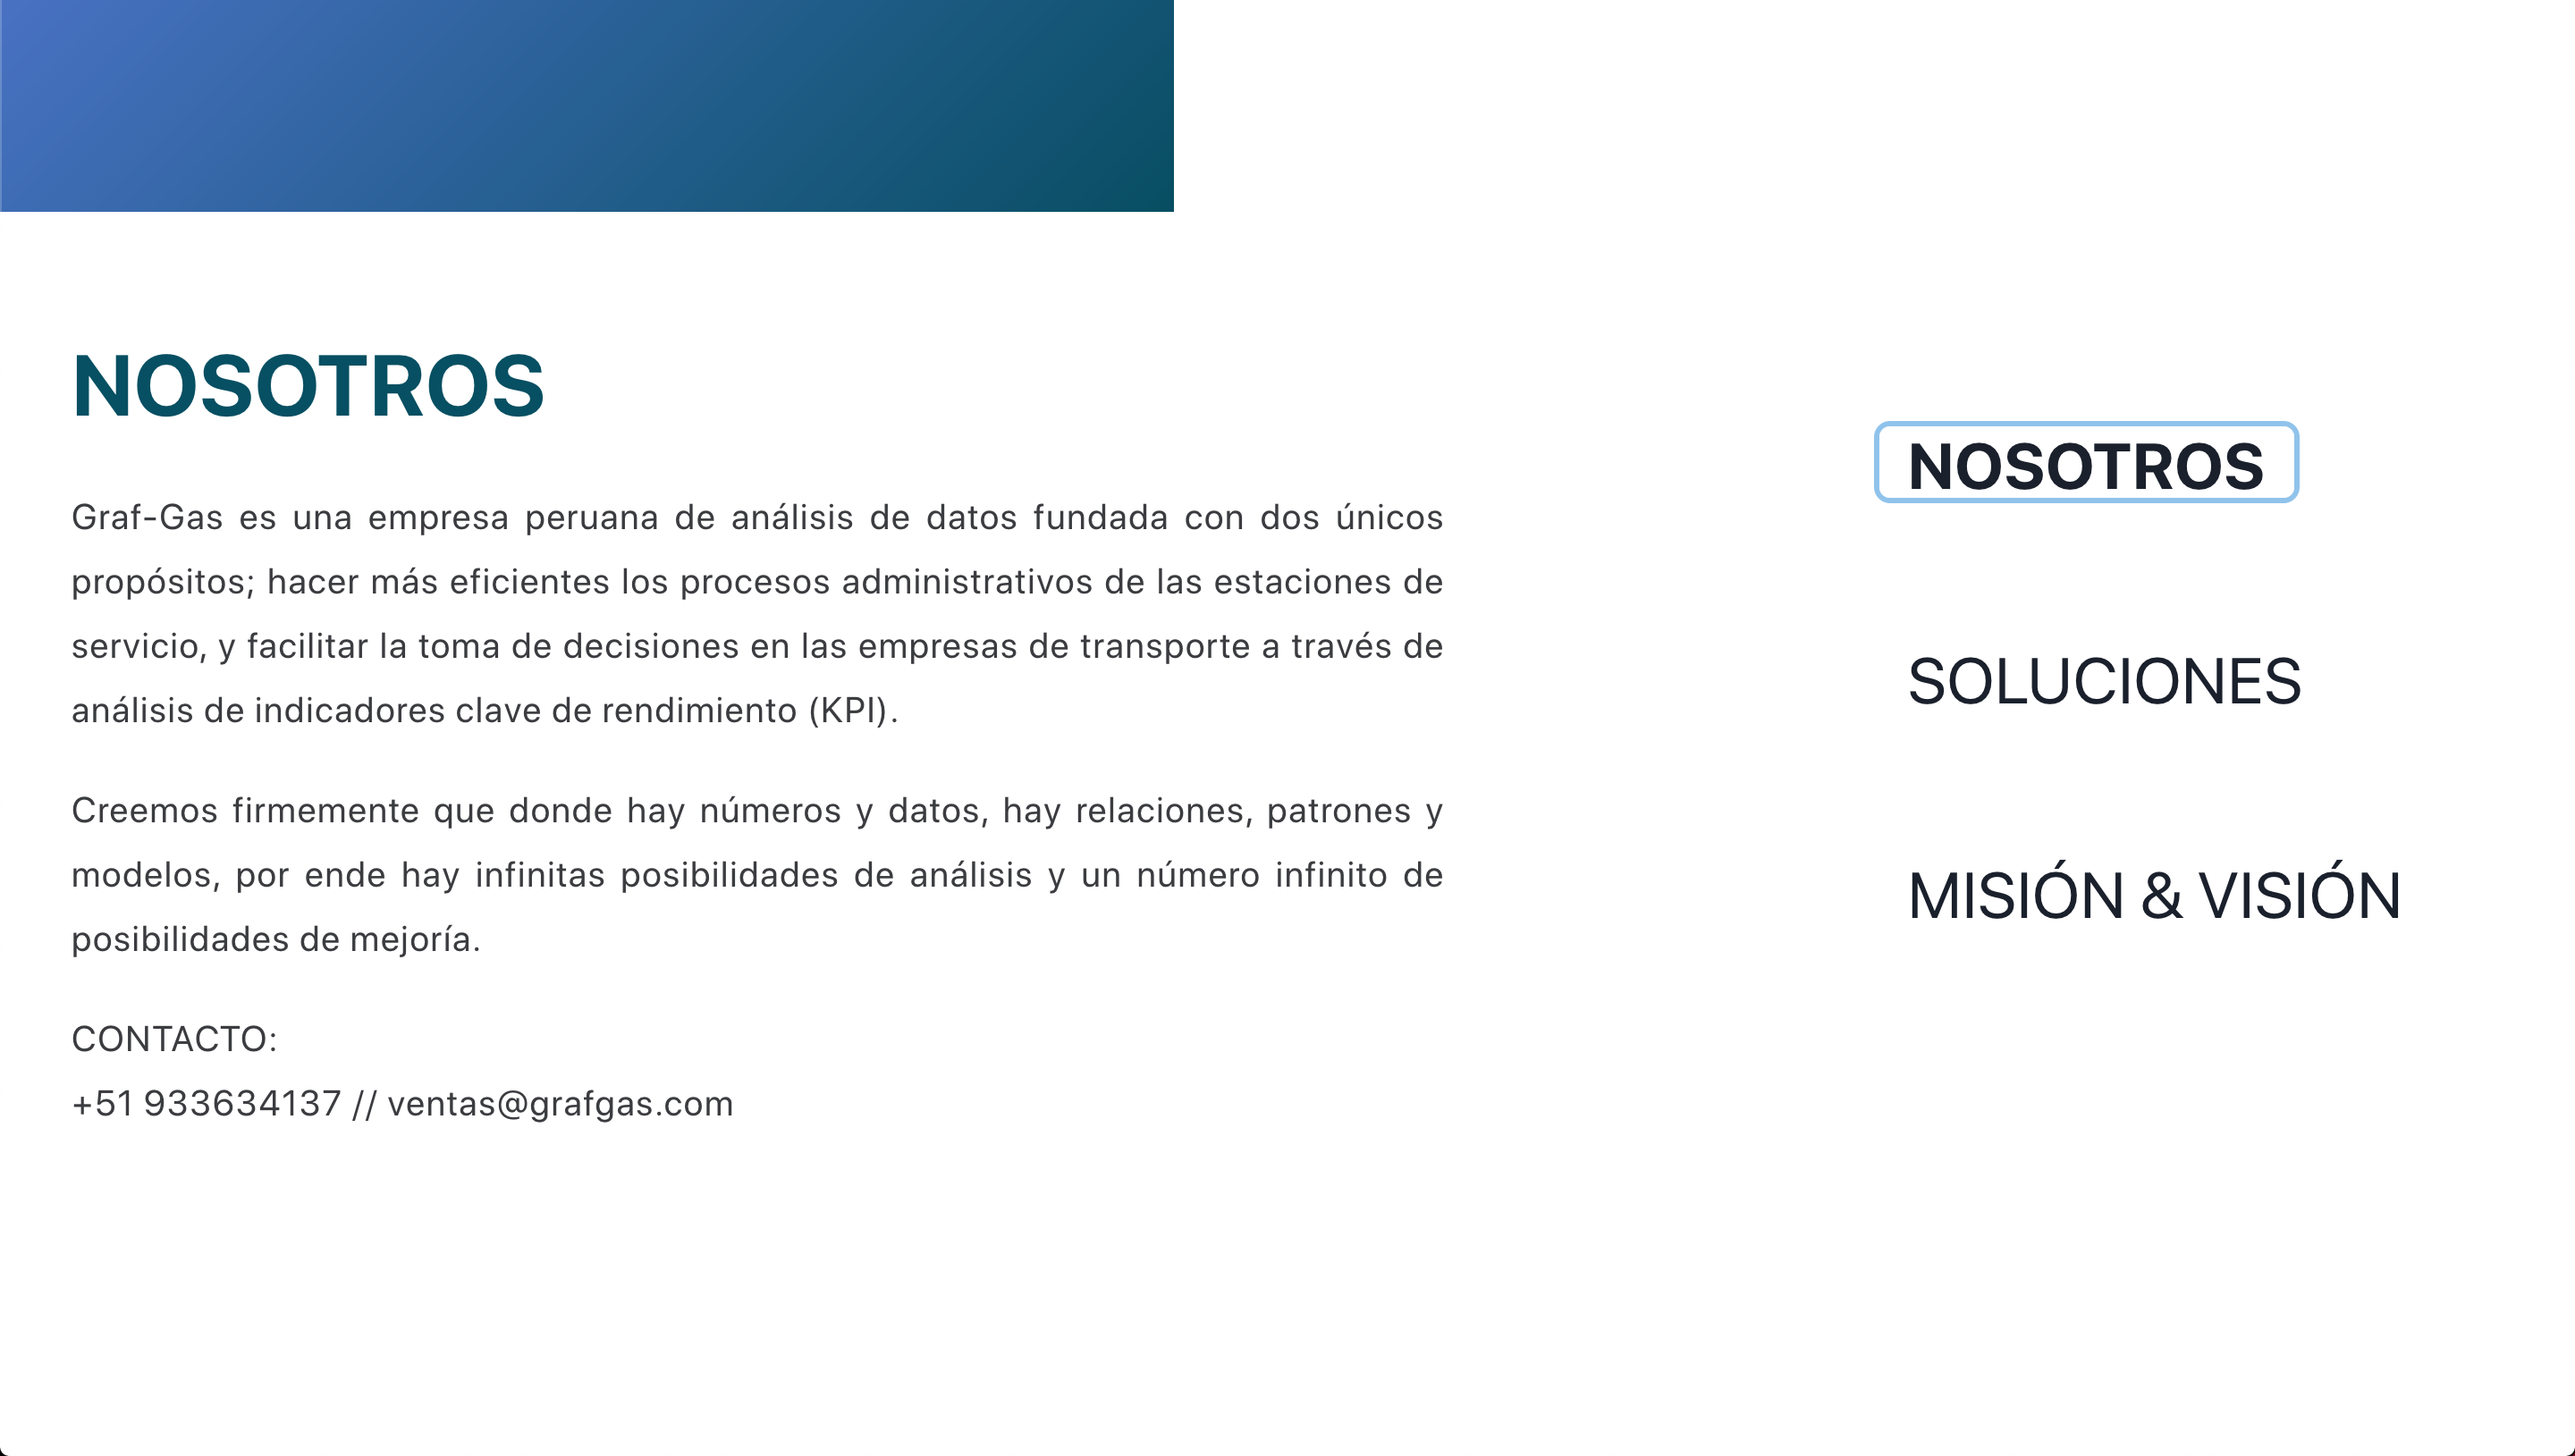 NOSOTROS
Graf-Gas es una empresa peruana de análisis de datos fundada con dos únicos
propósitos; hacer más eficientes los procesos administrativos de las estaciones de
servicio, y facilitar la toma de decisiones en las empresas de transporte a través de
análisis de indicadores clave de rendimiento (KPI).
Creemos firmemente que donde hay números y datos, hay relaciones, patrones y
modelos, por ende hay infinitas posibilidades de análisis y un número infinito de
posibilidades de mejoría.
CONTACTO:
+51 933634137 // ventas@grafgas.com
NOSOTROS
SOLUCIONES
MISIÓN & VISIÓN